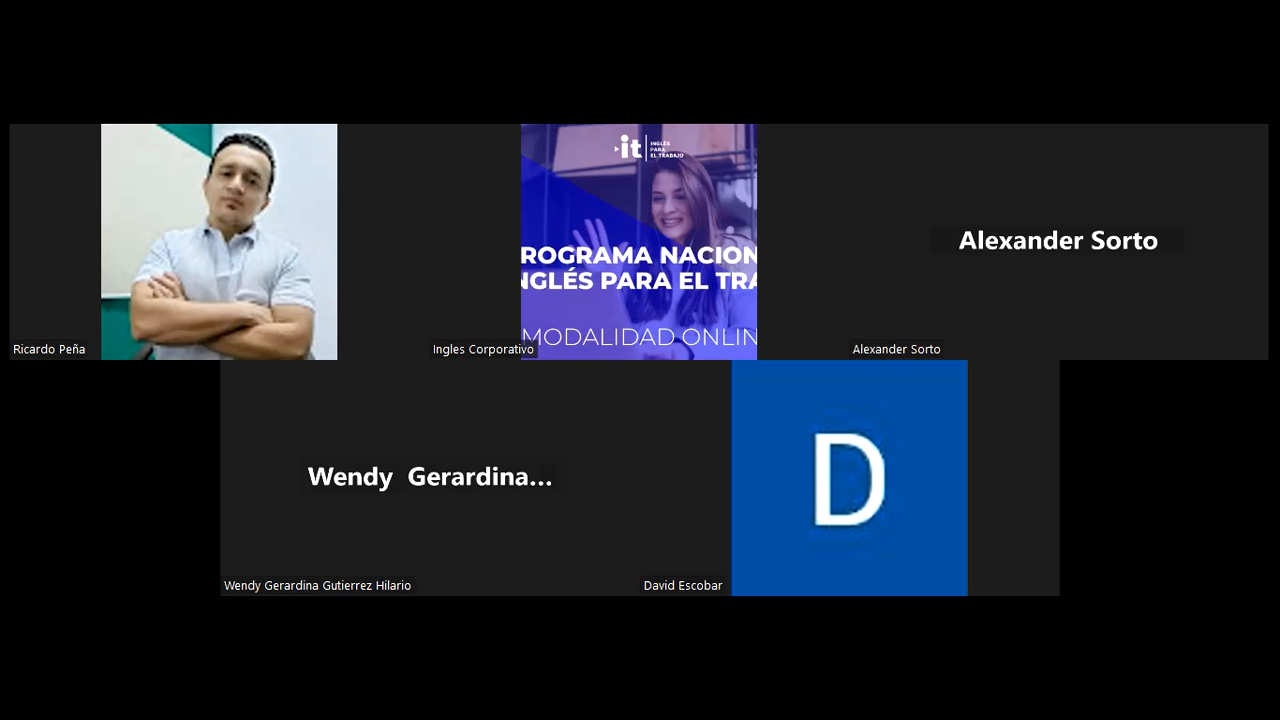 it
INGLÉS
PARA
EL TRABAJO
ROGRAMA NACION
NGLÉS PARA EL TRA
MODALIDAD ONLIN
Alexander Sorto
Ricardo Peña
Ingles Corporativo
Alexander Sorto
Wendy Gerardina...
D
Wendy Gerardina Gutierrez Hilario
David Escobar